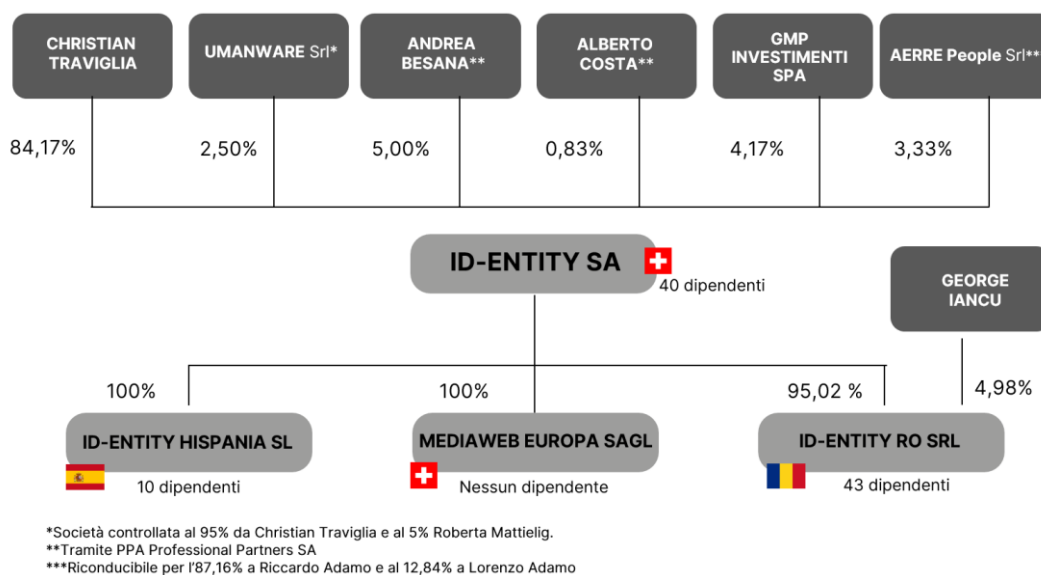 CHRISTIAN
TRAVIGLIA
UMANWARE Srl*
ANDREA
BESANA**
ALBERTO
COSTA**
GMP
INVESTIMENTI
SPA
AERRE People Srl**
84,17%
2,50%
5,00%
0,83%
4,17%
3,33%
ID-ENTITY SA
40 dipendenti
GEORGE
IANCU
100%
100%
95,02 %
4,98%
ID-ENTITY HISPANIA SL
MEDIAWEB EUROPA SAGL
ID-ENTITY RO SRL
10 dipendenti
Nessun dipendente
43 dipendenti
*Società controllata al 95% da Christian Traviglia e al 5% Roberta Mattielig.
**Tramite PPA Professional Partners SA
***Riconducibile per l'87,16% a Riccardo Adamo e al 12,84% a Lorenzo Adamo